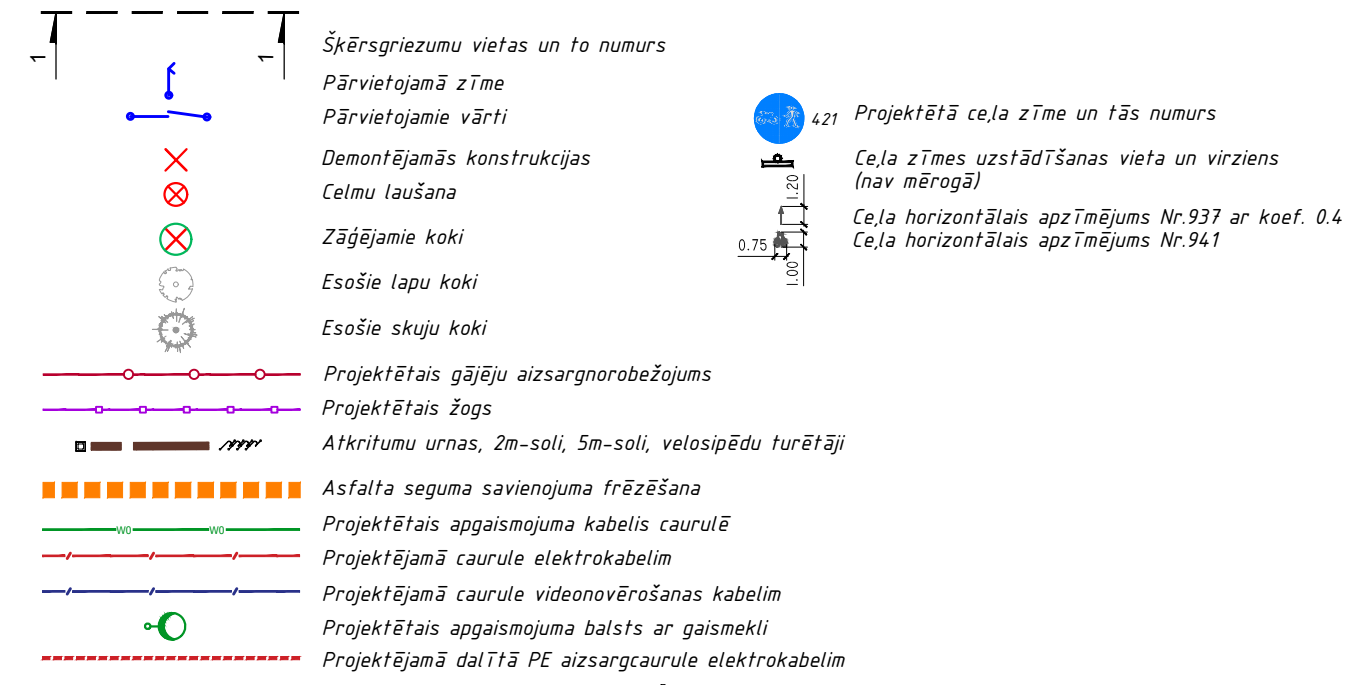 1
1
Šķērsgriezumu vietas un to numurs
Pārvietojamā zīme
Pārvietojamie vārti
Demontējamās konstrukcijas
Celmu laušana
Zāģējamie koki
Esošie lapu koki
Esošie skuju koki
Projektētais gājēju aizsargnorobežojums
Projektētais žogs
Atkritumu urnas, 2m-soli, 5m-soli, velosipēdu turētāji
Asfalta seguma savienojuma frēzēšana
W0
W0
Projektētais apgaismojuma kabelis caurulē
Projektējamā caurule elektrokabelim
Projektējamā caurule videonovērošanas kabelim
Projektētais apgaismojuma balsts ar gaismekli
Projektējamā dalītā PE aizsargcaurule elektrokabelim
421
Projektētā ceļa zīme un tās numurs
Ceļa zīmes uzstādīšanas vieta un virziens
(nav mērogā)
1.20
Ceļa horizontālais apzīmējums Nr.937 ar koef. 0.4
0.75
Ceļa horizontālais apzīmējums Nr.941
1.00